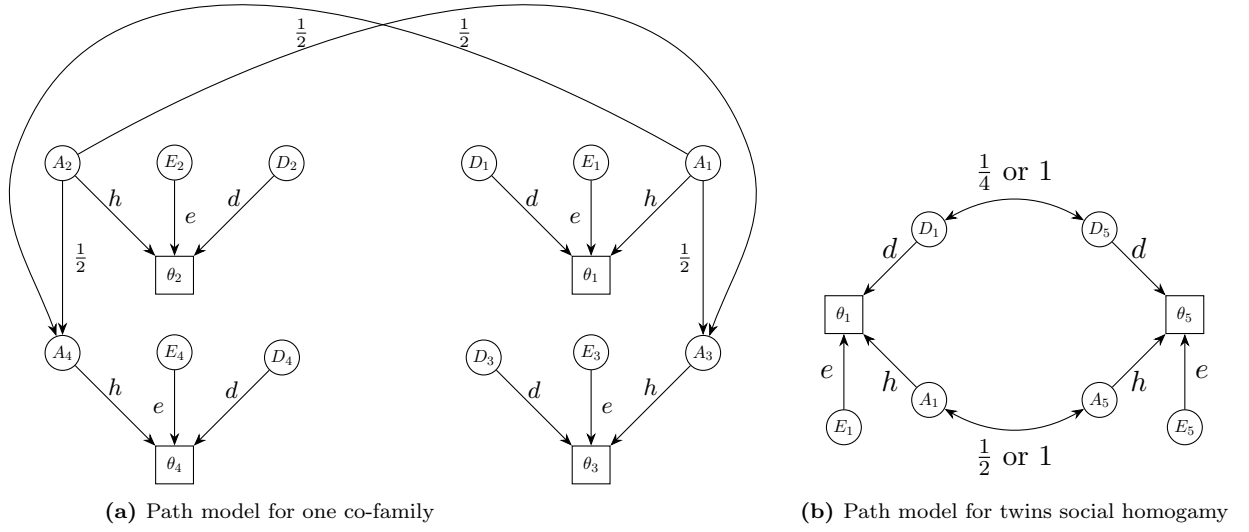 ½ ½
A₂ E₂ D₂ D₁ E₁ A₁
h e d d e h
½ θ₂ θ₁ ½
A₄ E₄ D₄ D₃ E₃ A₃
h e d d e h
θ₄ θ₃
(a) Path model for one co-family
¼ or 1
D₁ D₅
d d
θ₁ θ₅
e h h e
A₁ A₅
E₁ E₅
½ or 1
(b) Path model for twins social homogamy